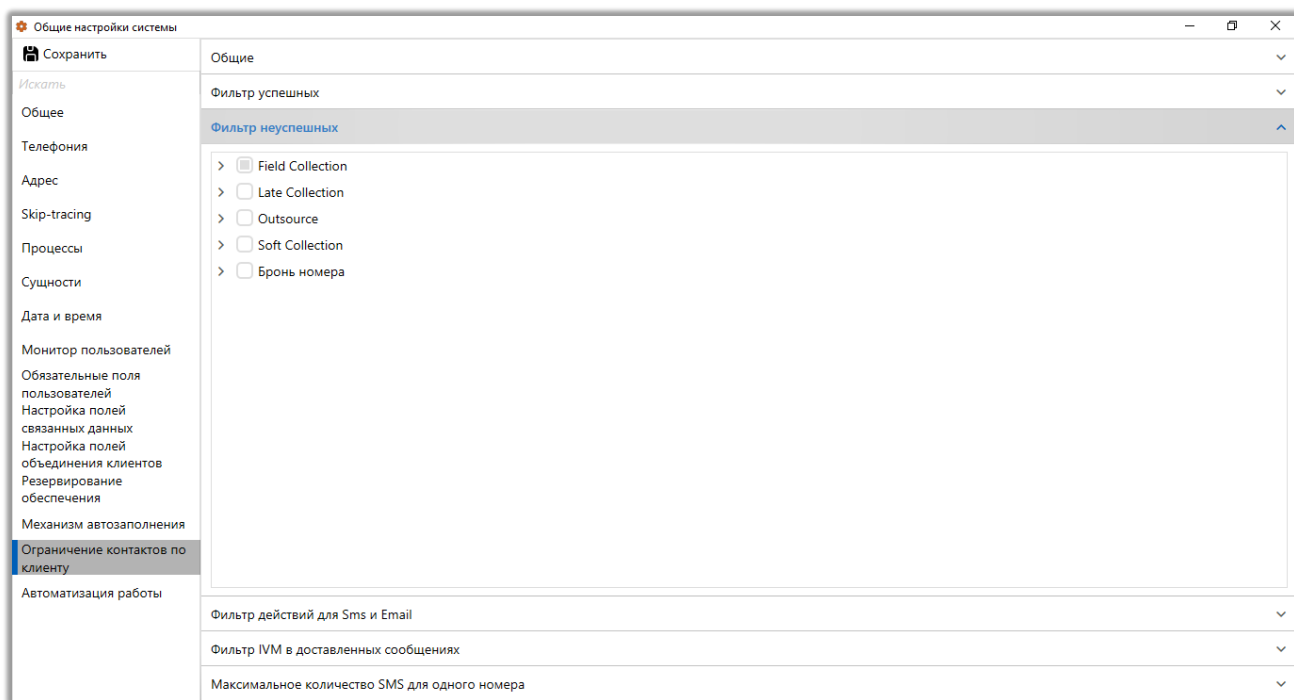 Общие настройки системы
Сохранить
Искать
Общее
Телефония
Адрес
Skip-tracing
Процессы
Сущности
Дата и время
Монитор пользователей
Обязательные поля
пользователей
Настройка полей
связанных данных
Настройка полей
объединения клиентов
Резервирование
обеспечения
Механизм автозаполнения
Ограничение контактов по
клиенту
Автоматизация работы
Общие
Фильтр успешных
Фильтр неуспешных
Field Collection
Late Collection
Outsource
Soft Collection
Бронь номера
Фильтр действий для Sms и Email
Фильтр IVM в доставленных сообщениях
Максимальное количество SMS для одного номера